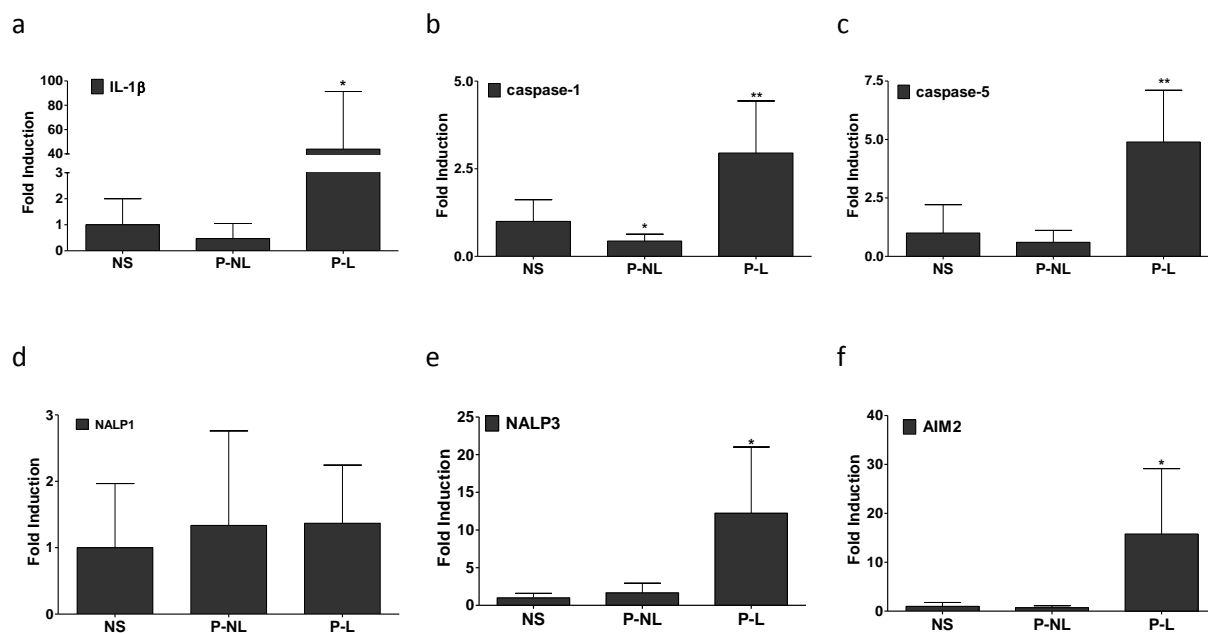 a
IL-1β
Fold Induction
100
80
60
40
3
2
1
0
*
NS P-NL P-L
b
caspase-1
Fold Induction
5.0
2.5
0.0
*
**
NS P-NL P-L
c
caspase-5
Fold Induction
7.5
5.0
2.5
0.0
**
NS P-NL P-L
d
NALP1
Fold Induction
3
2
1
0
NS P-NL P-L
e
NALP3
Fold Induction
25
20
15
10
5
0
*
NS P-NL P-L
f
AIM2
Fold Induction
40
30
20
10
0
*
NS P-NL P-L